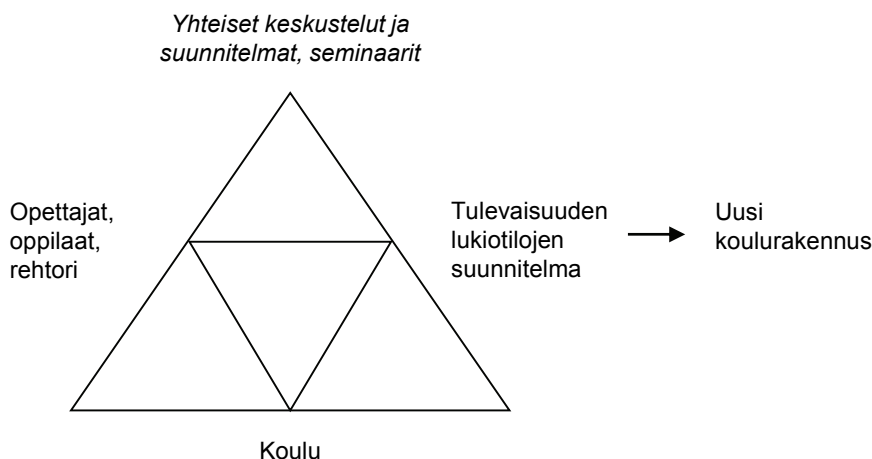 Yhteiset keskustelut ja
suunnitelmat, seminaarit
Opettajat,
oppilaat,
rehtori
Tulevaisuuden
lukiotilojen
suunnitelma
Uusi
koulurakennus
Koulu